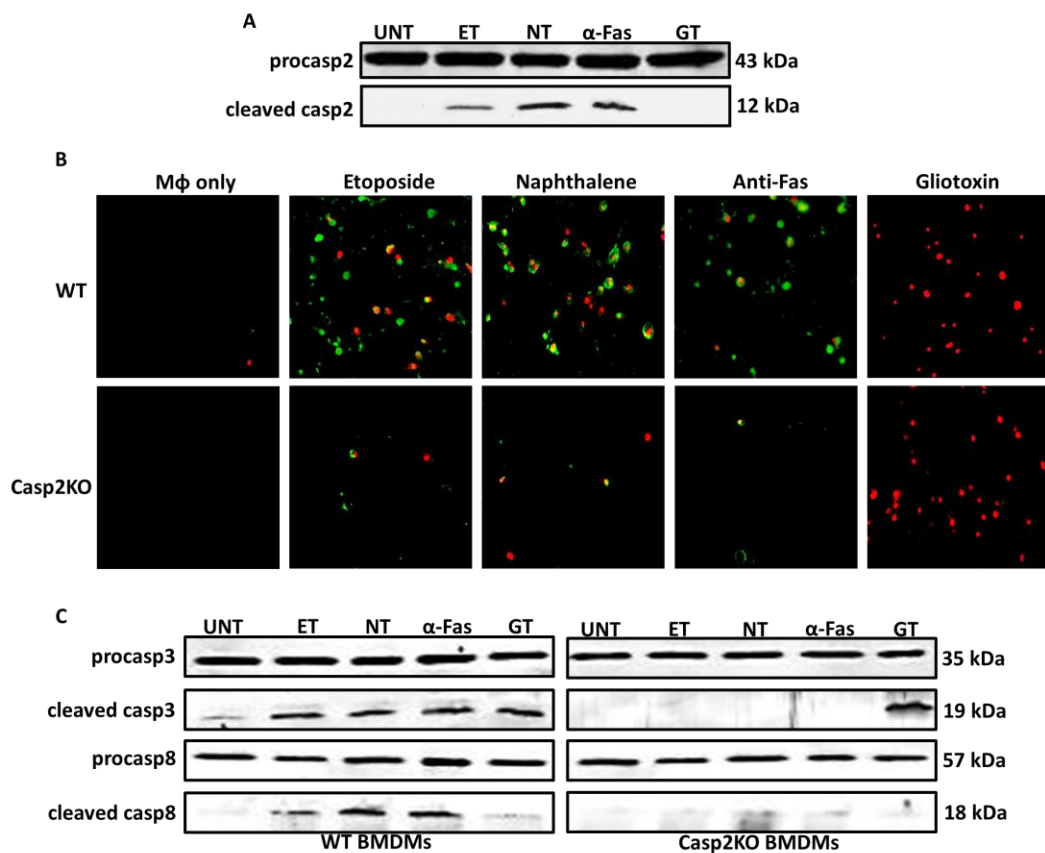 A
UNT ET NT α-Fas GT
procasp2 43 kDa
cleaved casp2 12 kDa
B
Mϕ only Etoposide Naphthalene Anti-Fas Gliotoxin
WT
Casp2KO
C
UNT ET NT α-Fas GT UNT ET NT α-Fas GT
procasp3 35 kDa
cleaved casp3 19 kDa
procasp8 57 kDa
cleaved casp8 18 kDa
WT BMDMs Casp2KO BMDMs